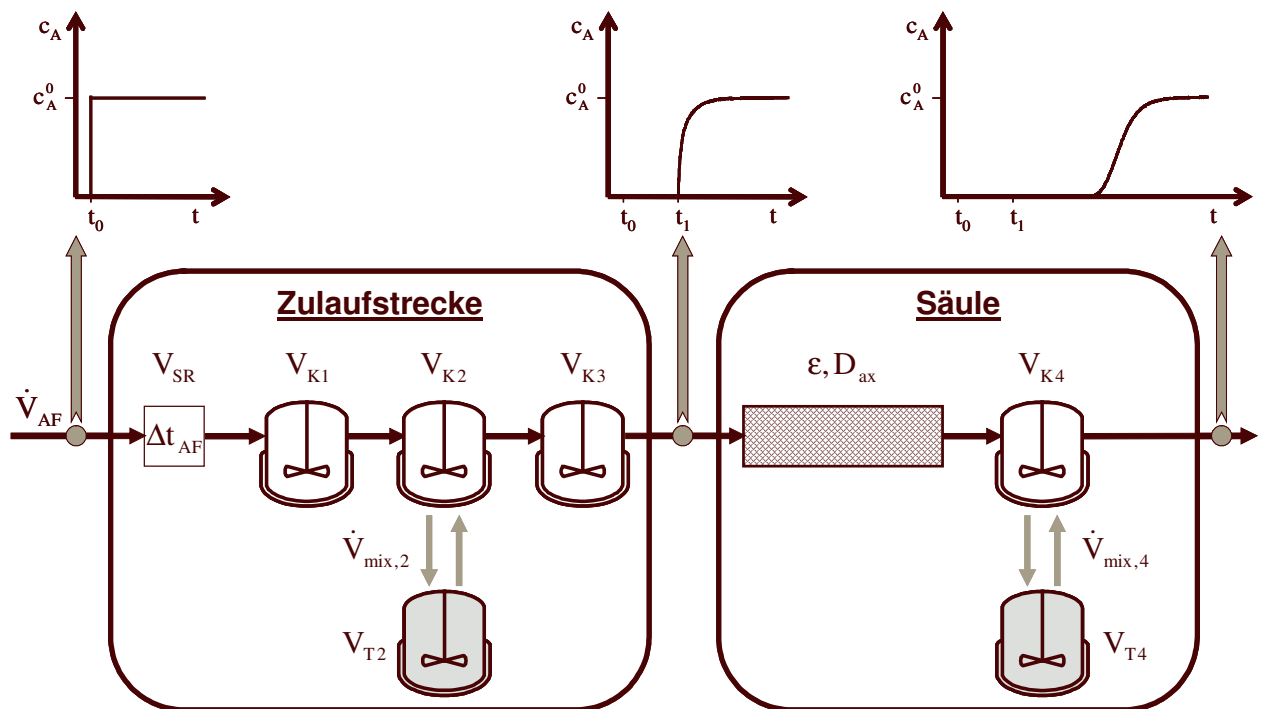 c_A
c_A^0
t_0
t
c_A
c_A^0
t_0
t_1
t
c_A
c_A^0
t_0
t_1
t
Zulaufstrecke
Säule
V_SR
V_K1
V_K2
V_K3
ε, D_ax
V_K4
V̇_AF
Δt_AF
V̇_mix,2
V̇_mix,4
V_T2
V_T4